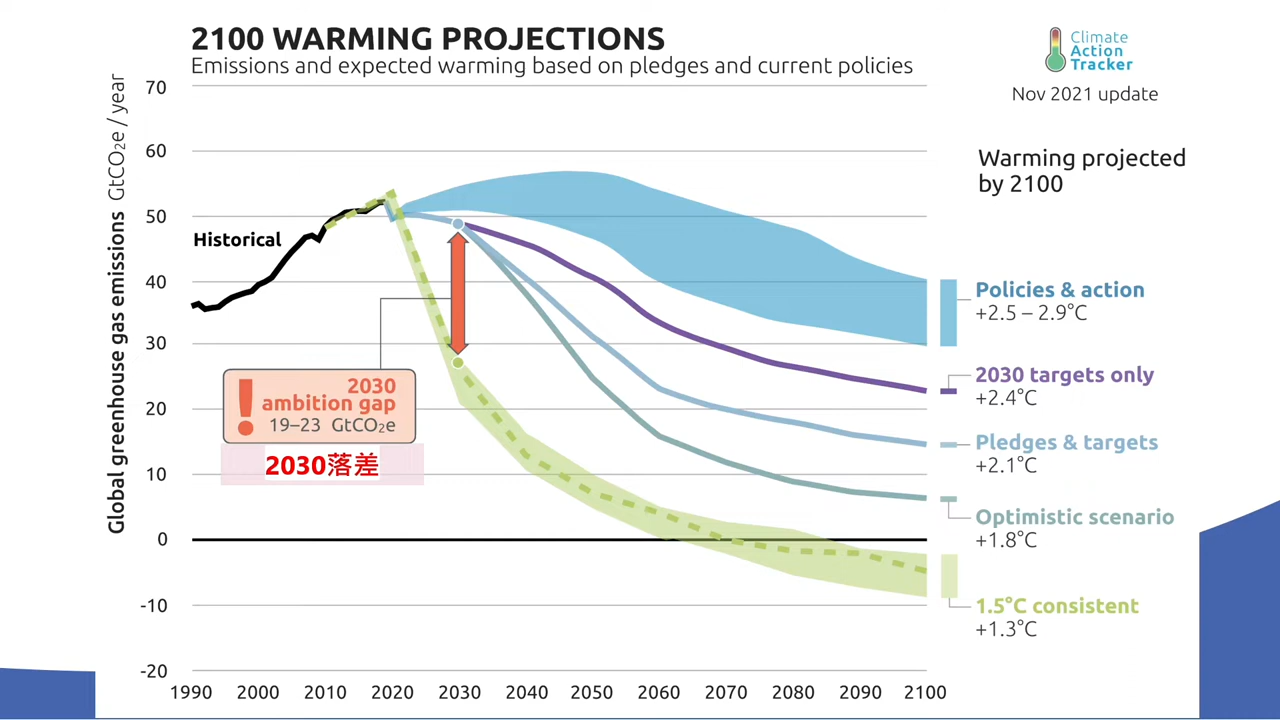 2100 WARMING PROJECTIONS
Emissions and expected warming based on pledges and current policies
Climate
Action
Tracker
Nov 2021 update
Warming projected
by 2100
Global greenhouse gas emissions GtCO₂e / year
70
60
50
40
30
20
10
0
-10
-20
1990 2000 2010 2020 2030 2040 2050 2060 2070 2080 2090 2100
Historical
2030
ambition gap
19–23 GtCO₂e
2030落差
Policies & action
+2.5 – 2.9°C
2030 targets only
+2.4°C
Pledges & targets
+2.1°C
Optimistic scenario
+1.8°C
1.5°C consistent
+1.3°C